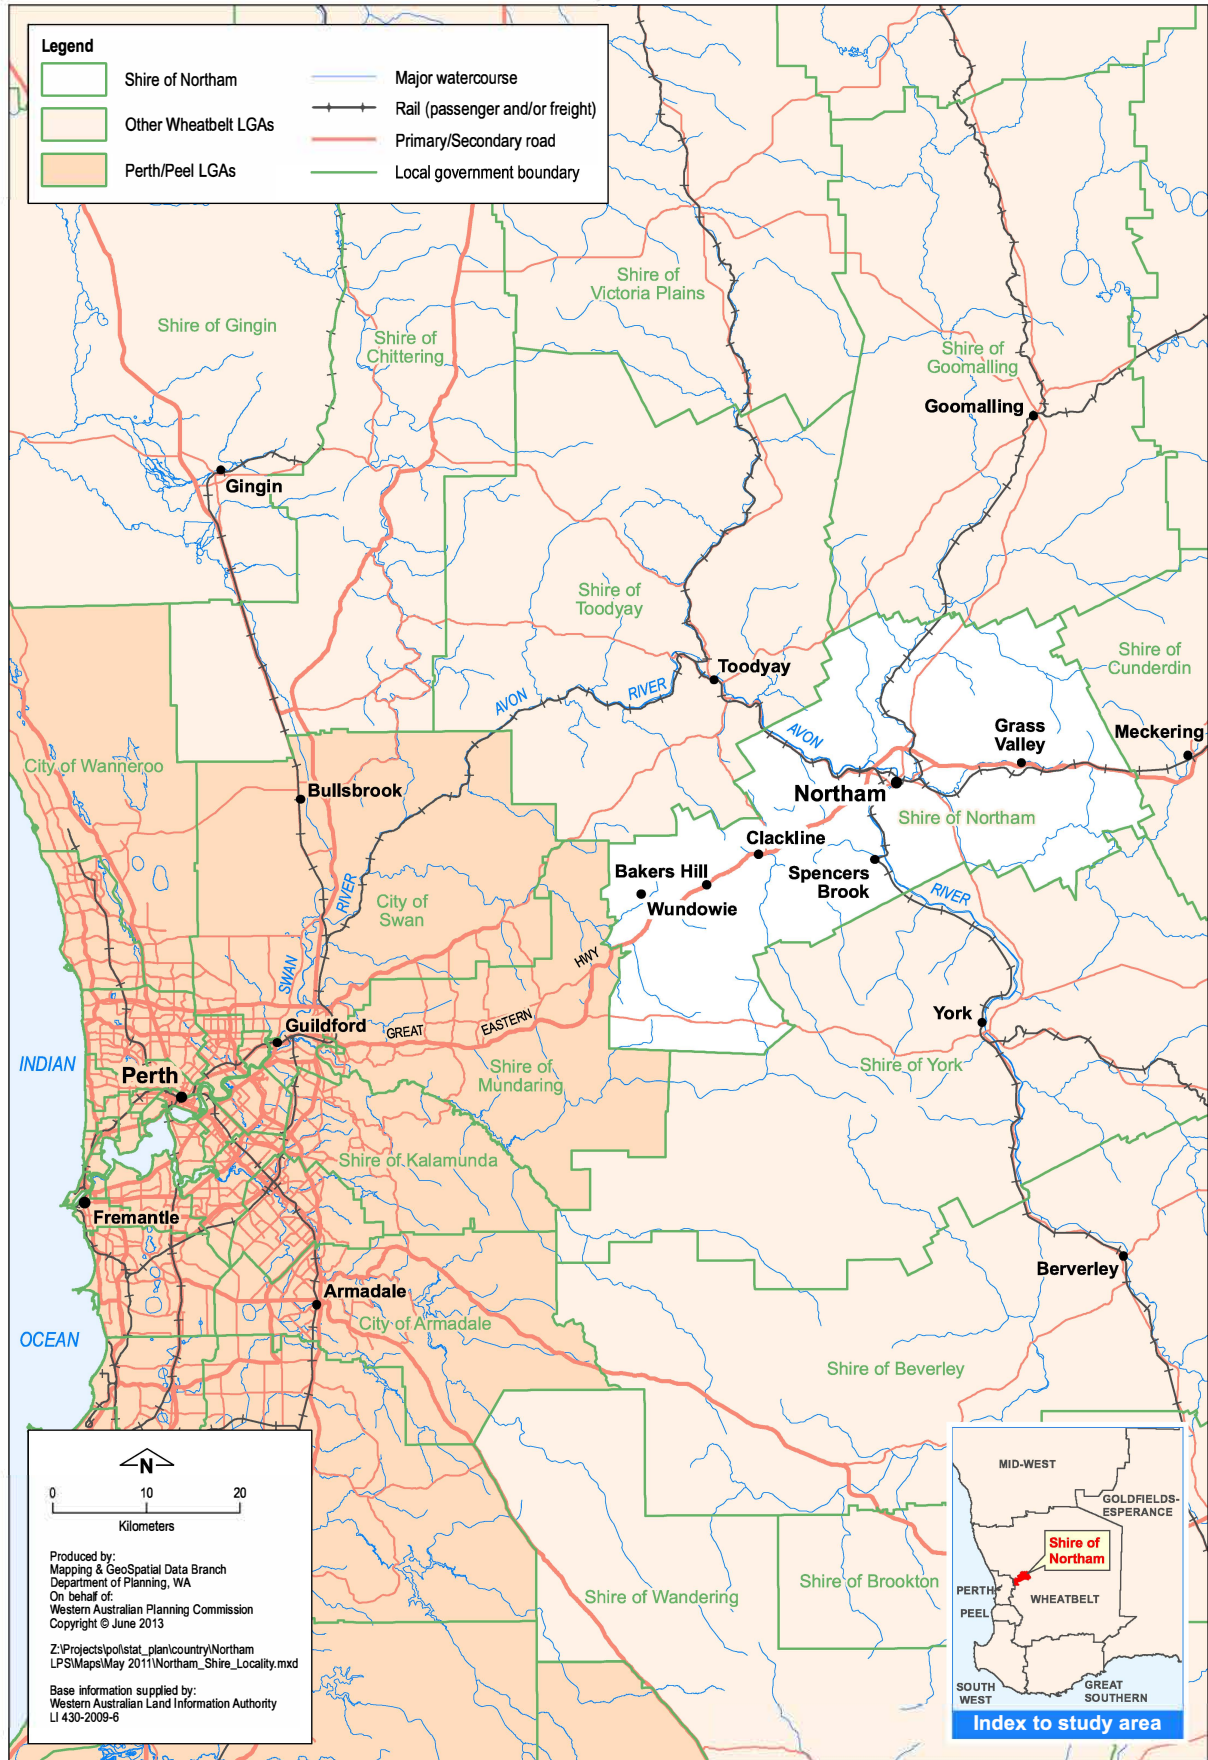 Legend
Shire of Northam
Other Wheatbelt LGAs
Perth/Peel LGAs
Major watercourse
Rail (passenger and/or freight)
Primary/Secondary road
Local government boundary
Shire of
Victoria Plains
Shire of Gingin
Shire of
Chittering
Shire of
Goomalling
Goomalling
Gingin
Shire of
Toodyay
Shire of
Cunderdin
Toodyay
AVON
RIVER
AVON
Grass
Valley
Meckering
City of Wanneroo
Bullsbrook
Northam
Shire of Northam
Clackline
Bakers Hill
Spencers
Brook
Wundowie
RIVER
RIVER
City of
Swan
HWY
SWAN
York
Guildford
GREAT
EASTERN
INDIAN
Perth
Shire of
Mundaring
Shire of York
Shire of Kalamunda
Fremantle
Berverley
Armadale
City of Armadale
OCEAN
Shire of Beverley
N
0
10
20
Kilometers
Produced by:
Mapping & GeoSpatial Data Branch
Department of Planning, WA
On behalf of:
Western Australian Planning Commission
Copyright © June 2013
Z:\Projects\pol\stat_plan\country\Northam
LPS\Maps\May 2011\Northam_Shire_Locality.mxd
Base information supplied by:
Western Australian Land Information Authority
LI 430-2009-6
Shire of Wandering
Shire of Brookton
MID-WEST
GOLDFIELDS-
ESPERANCE
Shire of
Northam
PERTH
WHEATBELT
PEEL
SOUTH
WEST
GREAT
SOUTHERN
Index to study area